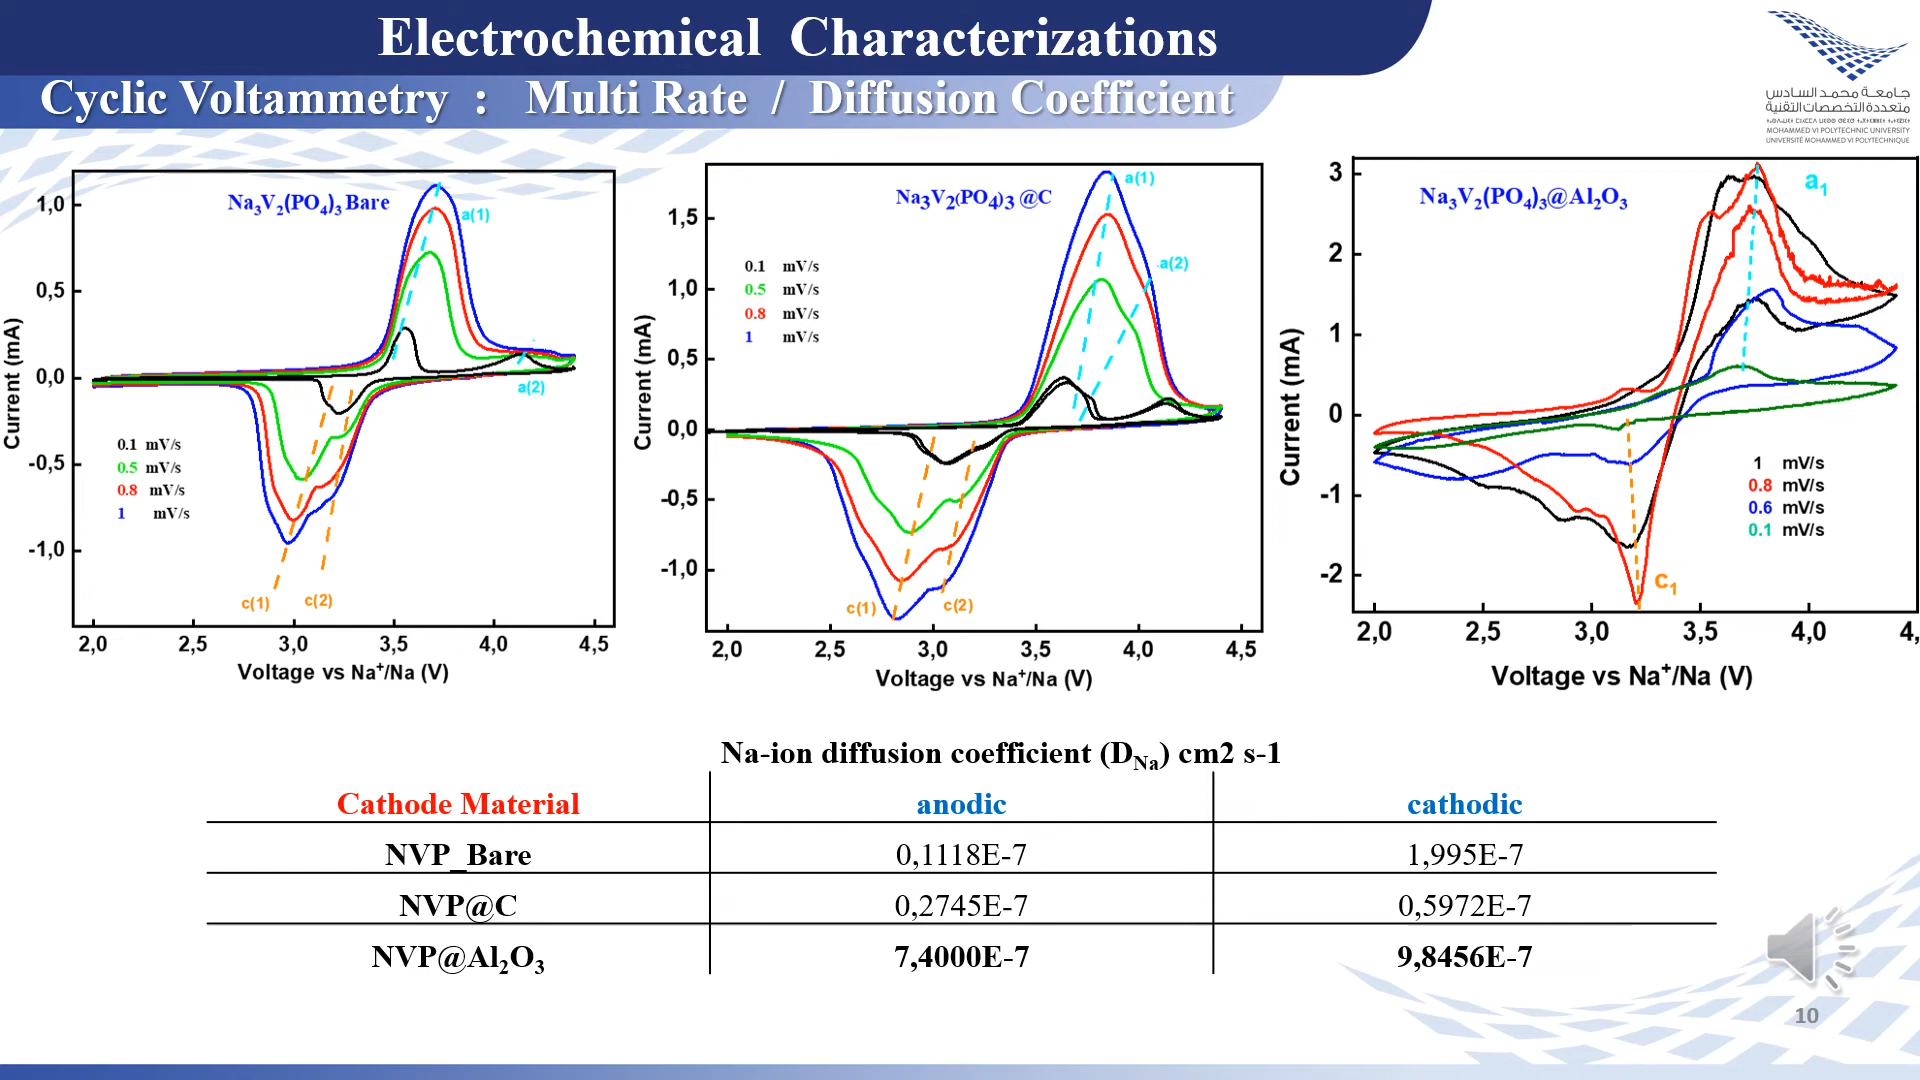 Electrochemical Characterizations
Cyclic Voltammetry : Multi Rate / Diffusion Coefficient
جامعة محمد السادس
متعددة التخصصات التقنية
MOHAMMED VI POLYTECHNIC UNIVERSITY
UNIVERSITÉ MOHAMMED VI POLYTECHNIQUE
Na₃V₂(PO₄)₃ Bare
a(1)
a(2)
0.1 mV/s
0.5 mV/s
0.8 mV/s
1 mV/s
c(1)
c(2)
1,0
0,5
0,0
-0,5
-1,0
Current (mA)
2,0 2,5 3,0 3,5 4,0 4,5
Voltage vs Na⁺/Na (V)
Na₃V₂(PO₄)₃ @C
a(1)
a(2)
0.1 mV/s
0.5 mV/s
0.8 mV/s
1 mV/s
c(1)
c(2)
1,5
1,0
0,5
0,0
-0,5
-1,0
Current (mA)
2,0 2,5 3,0 3,5 4,0 4,5
Voltage vs Na⁺/Na (V)
Na₃V₂(PO₄)₃@Al₂O₃
a₁
1 mV/s
0.8 mV/s
0.6 mV/s
0.1 mV/s
c₁
3
2
1
0
-1
-2
Current (mA)
2,0 2,5 3,0 3,5 4,0 4,
Voltage vs Na⁺/Na (V)
Na-ion diffusion coefficient (D_Na) cm2 s-1
Cathode Material anodic cathodic
NVP_Bare 0,1118E-7 1,995E-7
NVP@C 0,2745E-7 0,5972E-7
NVP@Al₂O₃ 7,4000E-7 9,8456E-7
10